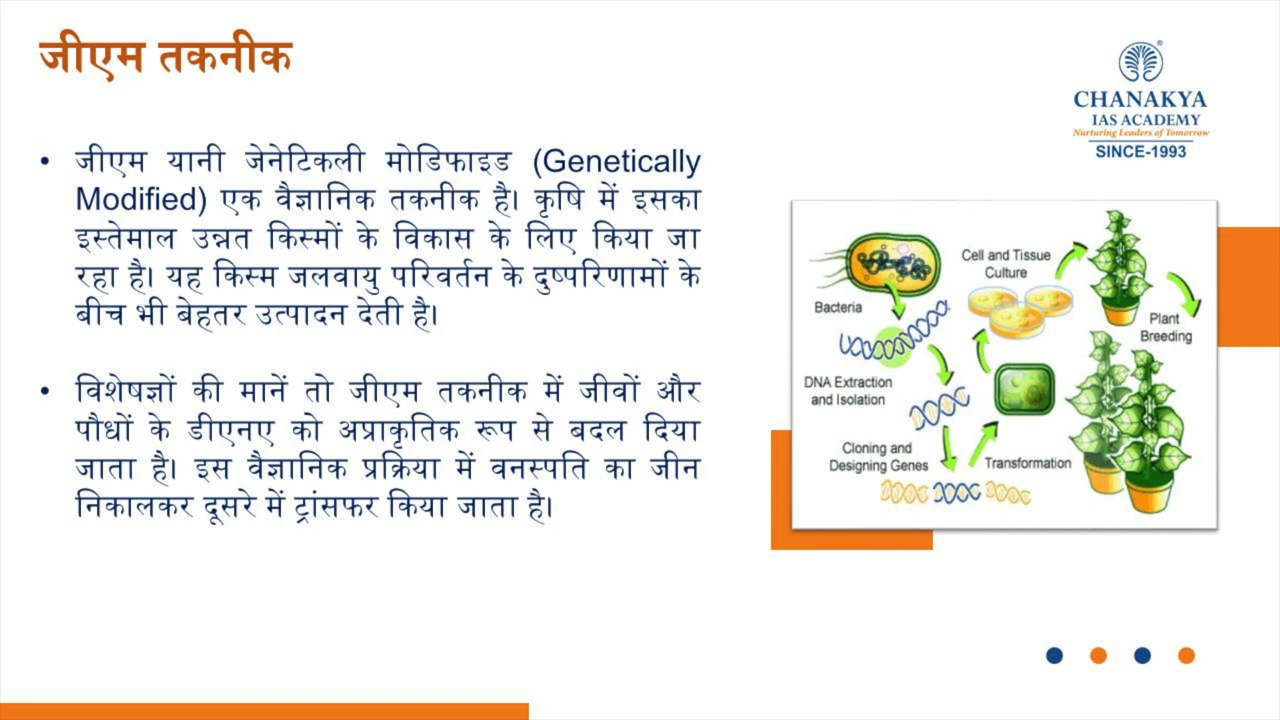 जीएम तकनीक
CHANAKYA
IAS ACADEMY
Nurturing Leaders of Tomorrow
SINCE-1993
• जीएम यानी जेनेटिकली मोडिफाइड (Genetically
Modified) एक वैज्ञानिक तकनीक है। कृषि में इसका
इस्तेमाल उन्नत किस्मों के विकास के लिए किया जा
रहा है। यह किस्म जलवायु परिवर्तन के दुष्परिणामों के
बीच भी बेहतर उत्पादन देती है।
• विशेषज्ञों की मानें तो जीएम तकनीक में जीवों और
पौधों के डीएनए को अप्राकृतिक रूप से बदल दिया
जाता है। इस वैज्ञानिक प्रक्रिया में वनस्पति का जीन
निकालकर दूसरे में ट्रांसफर किया जाता है।
Bacteria
DNA Extraction
and Isolation
Cloning and
Designing Genes
Transformation
Cell and Tissue
Culture
Plant
Breeding